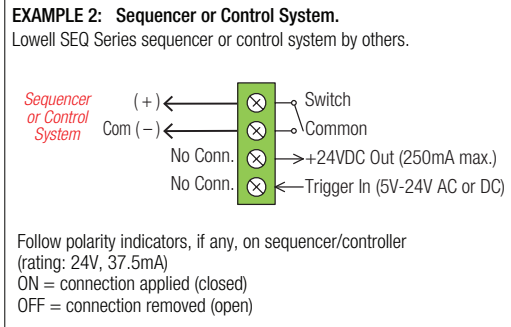 EXAMPLE 2: Sequencer or Control System.
Lowell SEQ Series sequencer or control system by others.
Sequencer
or Control
System
(+)
Com (−)
No Conn.
No Conn.
Switch
Common
+24VDC Out (250mA max.)
Trigger In (5V-24V AC or DC)
Follow polarity indicators, if any, on sequencer/controller
(rating: 24V, 37.5mA)
ON = connection applied (closed)
OFF = connection removed (open)